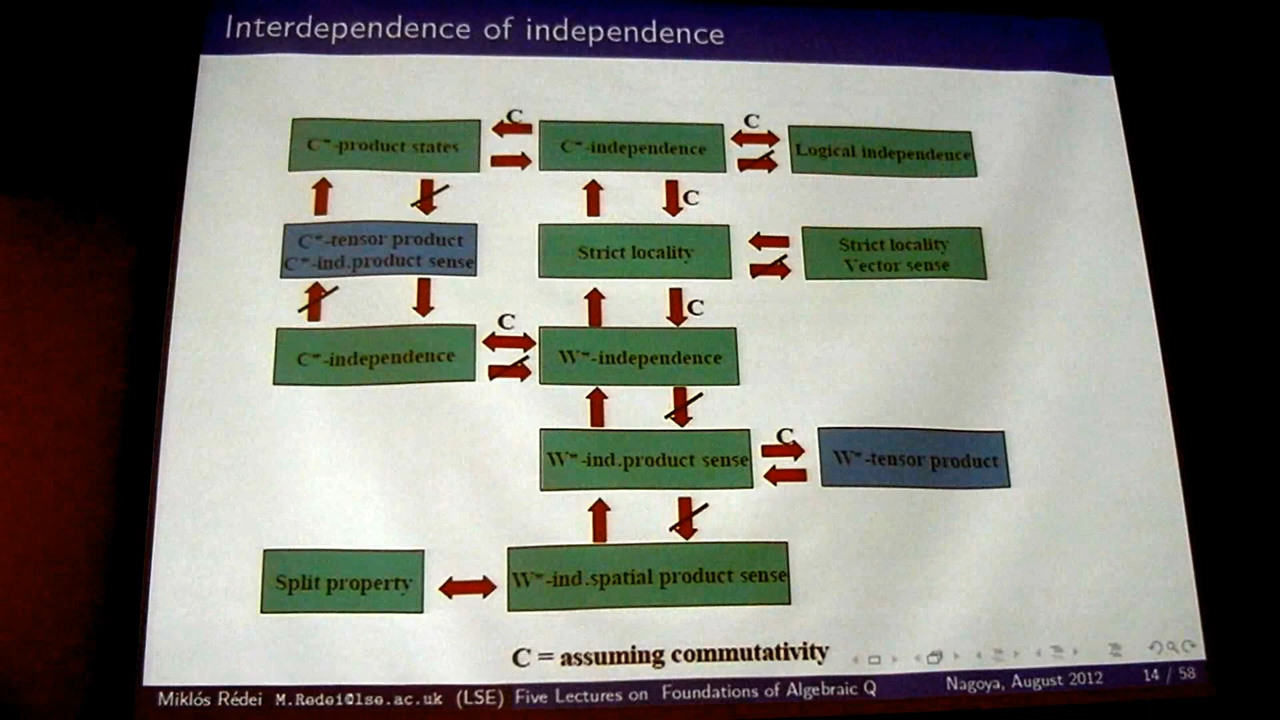 Interdependence of independence
C
C
C*-product states
C*-independence
Logical independence
C
C*-tensor product
C*-ind.product sense
Strict locality
Strict locality
Vector sense
C
C
C*-independence
W*-independence
C
W*-ind.product sense
W*-tensor product
Split property
W*-ind.spatial product sense
C = assuming commutativity
Miklós Rédei M.Redei@lse.ac.uk (LSE) Five Lectures on Foundations of Algebraic Q Nagoya, August 2012 14 / 58